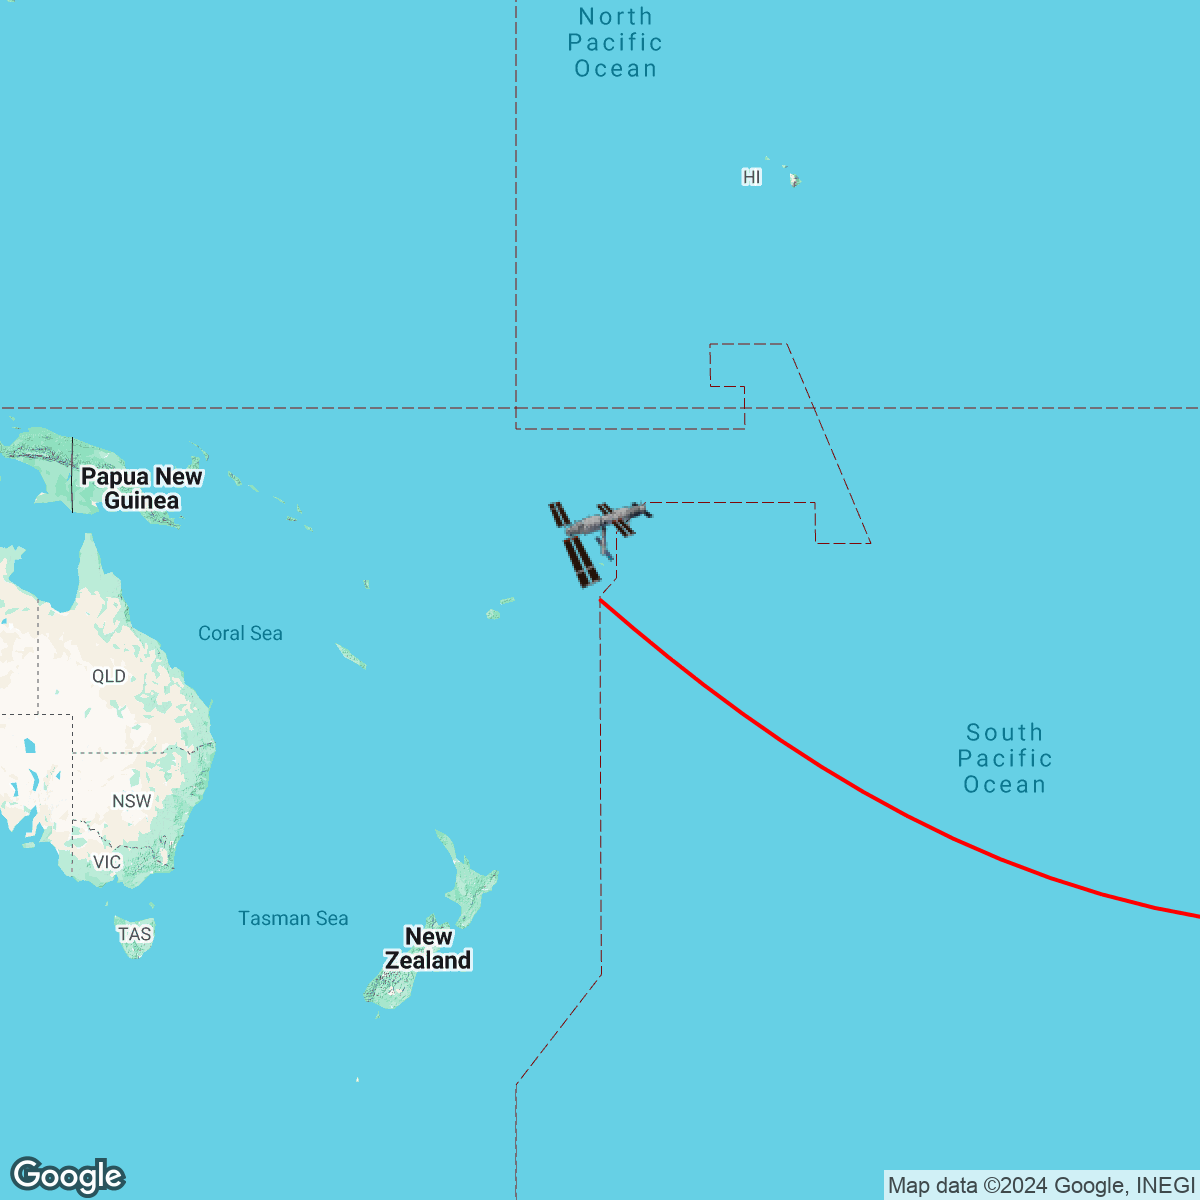 North
Pacific
Ocean
HI
Papua New
Guinea
Coral Sea
QLD
South
Pacific
Ocean
NSW
VIC
Tasman Sea
TAS
New
Zealand
Google
Map data ©2024 Google, INEGI